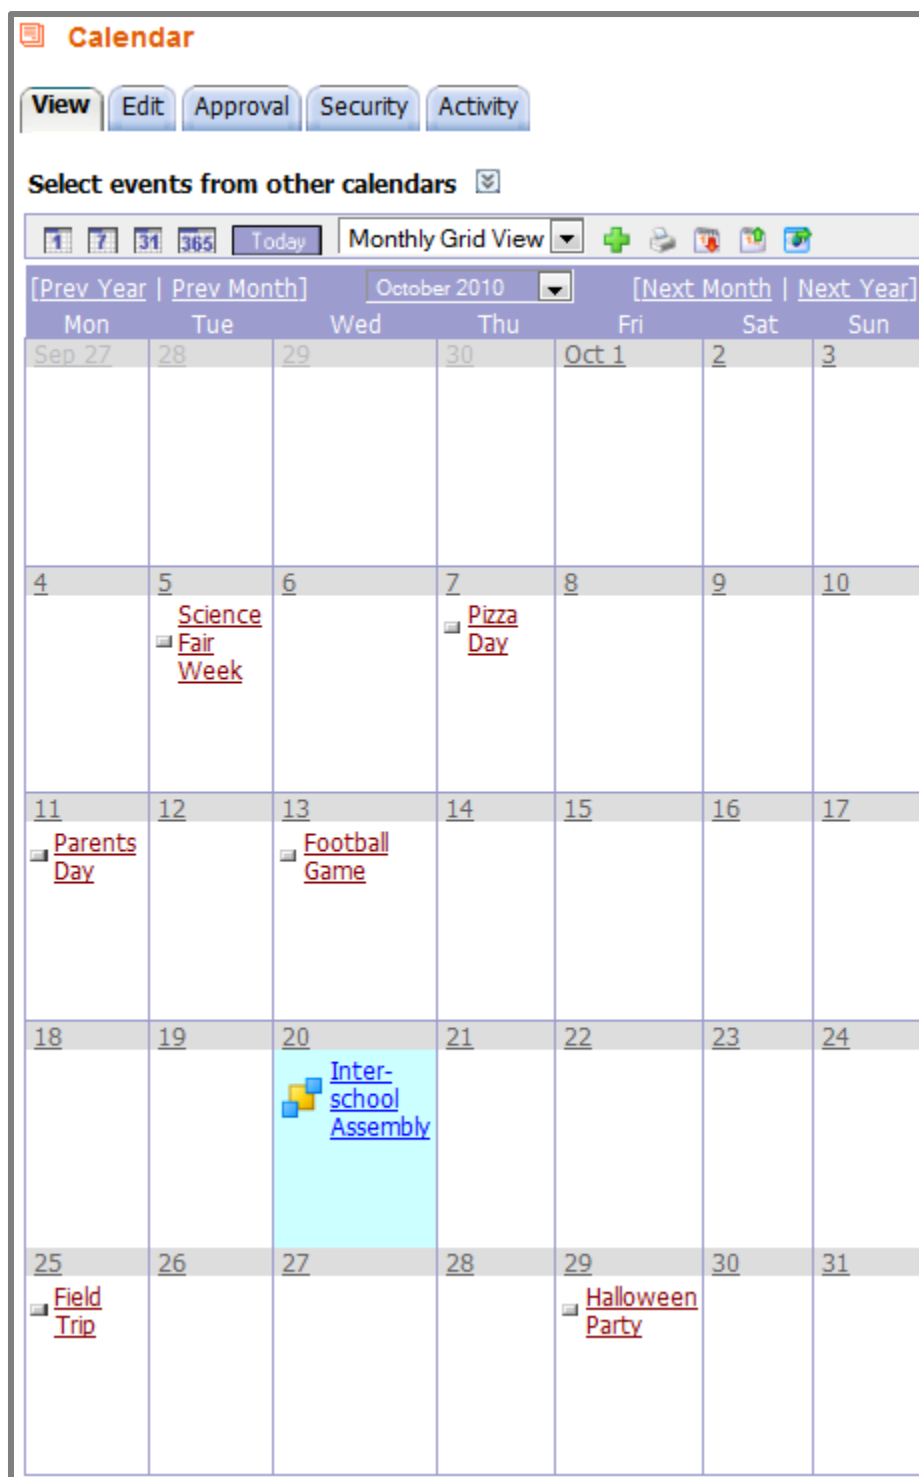 Calendar
View Edit Approval Security Activity
Select events from other calendars
1 7 31 365 Today Monthly Grid View
[Prev Year | Prev Month] October 2010 [Next Month | Next Year]
Mon Tue Wed Thu Fri Sat Sun
Sep 27 28 29 30 Oct 1 2 3
4 5 6 7 8 9 10
Science
Fair
Week
Pizza
Day
11 12 13 14 15 16 17
Parents
Day
Football
Game
18 19 20 21 22 23 24
Inter-
school
Assembly
25 26 27 28 29 30 31
Field
Trip
Halloween
Party